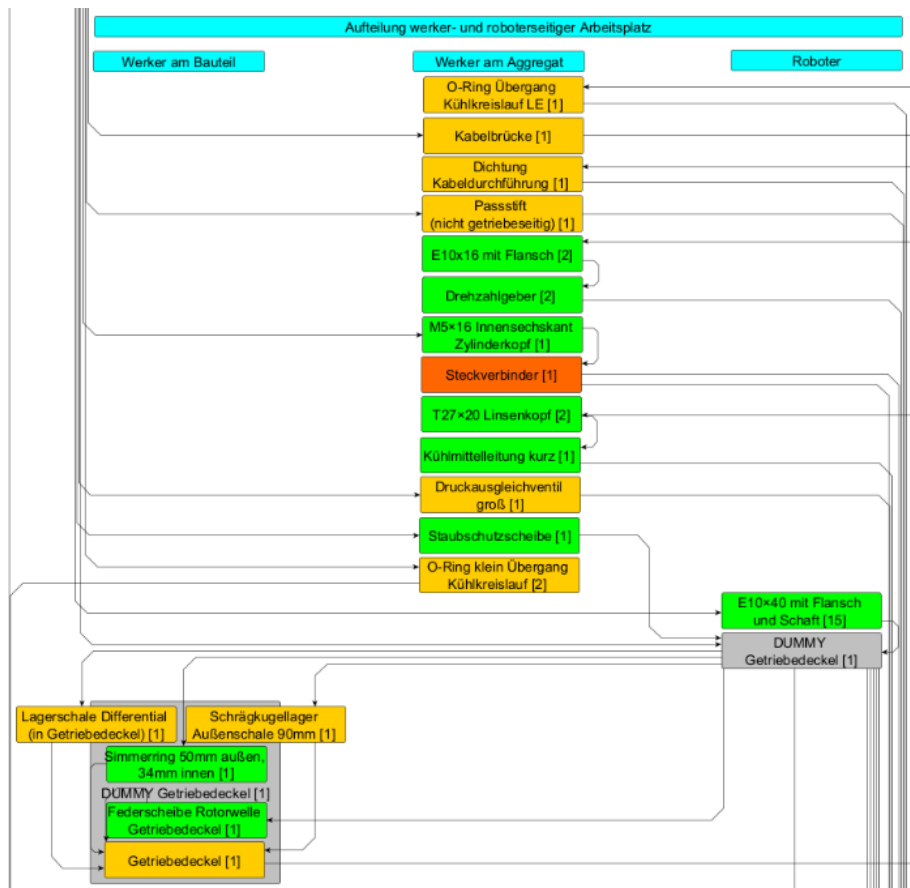 Aufteilung werker- und roboterseitiger Arbeitsplatz
Werker am Bauteil
Werker am Aggregat
Roboter
O-Ring Übergang
Kühlkreislauf LE [1]
Kabelbrücke [1]
Dichtung
Kabeldurchführung [1]
Passstift
(nicht getriebeseitig) [1]
E10x16 mit Flansch [2]
Drehzahlgeber [2]
M5×16 Innensechskant
Zylinderkopf [1]
Steckverbinder [1]
T27×20 Linsenkopf [2]
Kühlmittelleitung kurz [1]
Druckausgleichventil
groß [1]
Staubschutzscheibe [1]
O-Ring klein Übergang
Kühlkreislauf [2]
E10×40 mit Flansch
und Schaft [15]
DUMMY
Getriebedeckel [1]
Lagerschale Differential
(in Getriebedeckel) [1]
Schrägkugellager
Außenschale 90mm [1]
Simmerring 50mm außen,
34mm innen [1]
DUMMY Getriebedeckel [1]
Federscheibe Rotorwelle
Getriebedeckel [1]
Getriebedeckel [1]